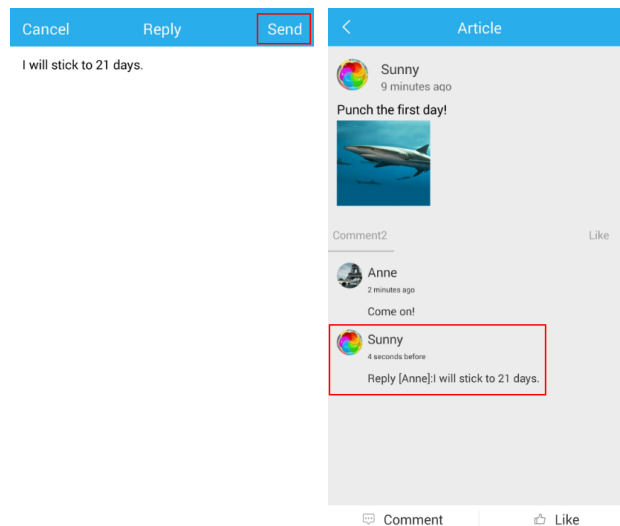 Cancel Reply Send
I will stick to 21 days.
Article
Sunny
9 minutes ago
Punch the first day!
Comment2 Like
Anne
2 minutes ago
Come on!
Sunny
4 seconds before
Reply [Anne]:I will stick to 21 days.
Comment Like